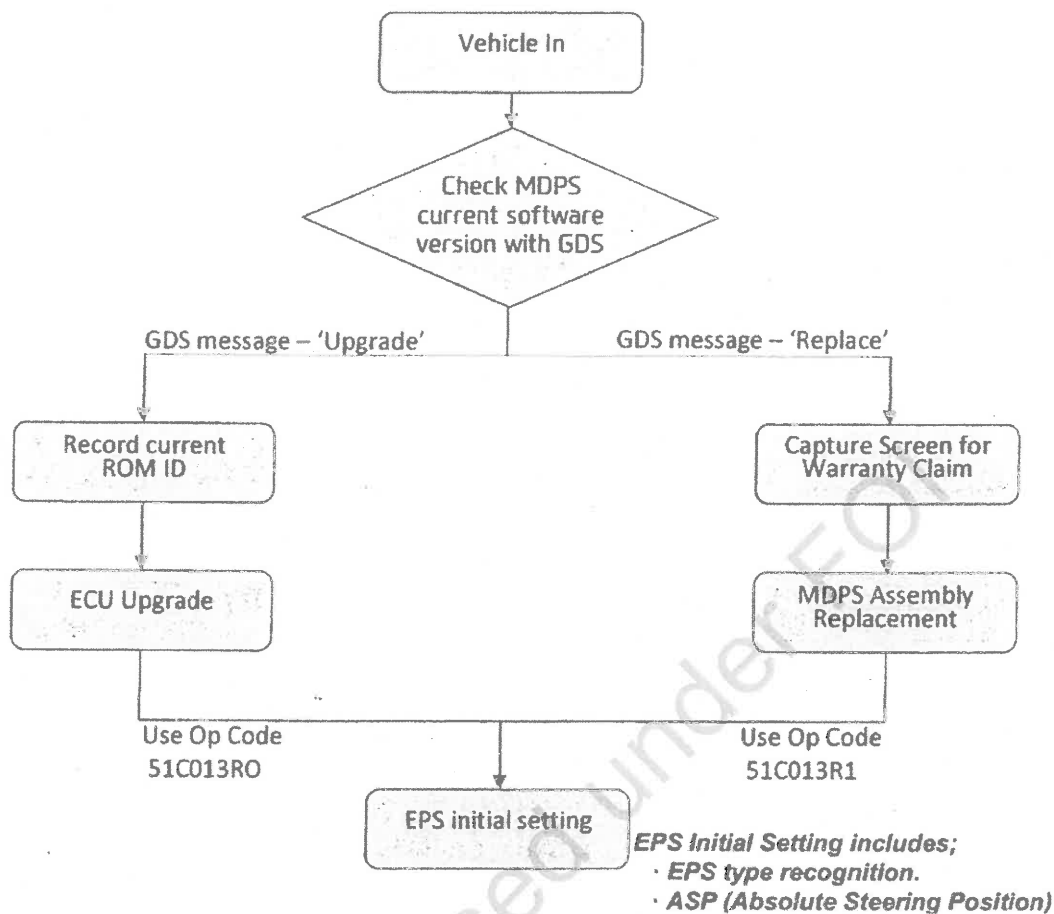 Vehicle In
Check MDPS
current software
version with GDS
GDS message – ‘Upgrade’
GDS message – ‘Replace’
Record current
ROM ID
Capture Screen for
Warranty Claim
ECU Upgrade
MDPS Assembly
Replacement
Use Op Code
51C013RO
Use Op Code
51C013R1
EPS initial setting
EPS Initial Setting includes;
· EPS type recognition.
· ASP (Absolute Steering Position)
under FOI